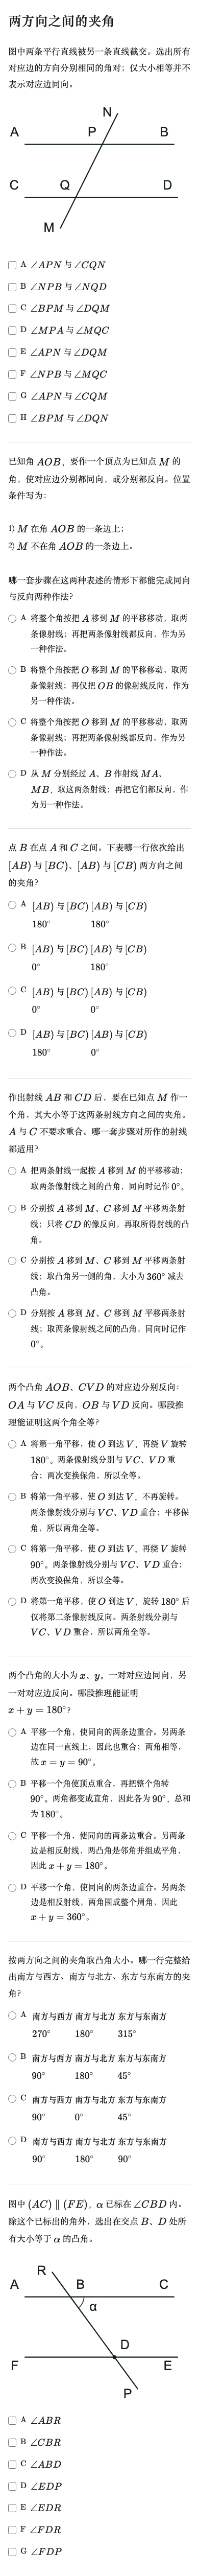 两方向之间的夹角
图中两条平行直线被另一条直线截交。选出所有
对应边的方向分别相同的角对；仅大小相等并不
表示对应边同向。
N
A P B
C Q D
M
A ∠APN 与 ∠CQN
B ∠NPB 与 ∠NQD
C ∠BPM 与 ∠DQM
D ∠MPA 与 ∠MQC
E ∠APN 与 ∠DQM
F ∠NPB 与 ∠MQC
G ∠APN 与 ∠CQM
H ∠BPM 与 ∠DQN
已知角 AOB，要作一个顶点为已知点 M 的
角，使对应边分别都同向，或分别都反向。位置
条件写为：
1) M 在角 AOB 的一条边上；
2) M 不在角 AOB 的一条边上。
哪一套步骤在这两种表述的情形下都能完成同向
与反向两种作法？
A 将整个角按把 A 移到 M 的平移移动，取两
条像射线；再把两条像射线都反向，作为另
一种作法。
B 将整个角按把 O 移到 M 的平移移动，取两
条像射线；再仅把 OB 的像射线反向，作为
另一种作法。
C 将整个角按把 O 移到 M 的平移移动，取两
条像射线；再把两条像射线都反向，作为另
一种作法。
D 从 M 分别经过 A、B 作射线 MA、
MB，取这两条射线；再把它们都反向，作
为另一种作法。
点 B 在点 A 和 C 之间。下表哪一行依次给出
[AB) 与 [BC)、[AB) 与 [CB) 两方向之间
的夹角？
A [AB) 与 [BC) [AB) 与 [CB)
180° 180°
B [AB) 与 [BC) [AB) 与 [CB)
0° 180°
C [AB) 与 [BC) [AB) 与 [CB)
0° 0°
D [AB) 与 [BC) [AB) 与 [CB)
180° 0°
作出射线 AB 和 CD 后，要在已知点 M 作一
个角，其大小等于这两条射线方向之间的夹角。
A 与 C 不要求重合。哪一套步骤对所作的射线
都适用？
A 把两条射线一起按 A 移到 M 的平移移动；
取两条像射线之间的凸角，同向时记作 0°。
B 分别按 A 移到 M、C 移到 M 平移两条射
线；只将 CD 的像反向，再取所得射线的凸
角。
C 分别按 A 移到 M、C 移到 M 平移两条射
线；取凸角另一侧的角，大小为 360° 减去
凸角。
D 分别按 A 移到 M、C 移到 M 平移两条射
线；取两条像射线之间的凸角，同向时记作
0°。
两个凸角 AOB、CVD 的对应边分别反向：
OA 与 VC 反向，OB 与 VD 反向。哪段推
理能证明这两个角全等？
A 将第一角平移，使 O 到达 V，再绕 V 旋转
180°。两条像射线分别与 VC、VD 重
合；两次变换保角，所以全等。
B 将第一角平移，使 O 到达 V，不再旋转。
两条像射线分别与 VC、VD 重合；平移保
角，所以两角全等。
C 将第一角平移，使 O 到达 V，再绕 V 旋转
90°。两条像射线分别与 VC、VD 重合；
两次变换保角，所以全等。
D 将第一角平移，使 O 到达 V，旋转 180° 后
仅将第二条像射线反向。两条射线分别与
VC、VD 重合，所以两角全等。
两个凸角的大小为 x、y。一对对应边同向，另
一对对应边反向。哪段推理能证明
x + y = 180°？
A 平移一个角，使同向的两条边重合。另两条
边在同一直线上，因此也重合；两角相等，
故 x = y = 90°。
B 平移一个角使顶点重合，再把整个角转
90°。两角都变成直角，因此各为 90°，总和
为 180°。
C 平移一个角，使同向的两条边重合。另两条
边是相反射线，两凸角是邻角并组成平角，
因此 x + y = 180°。
D 平移一个角，使同向的两条边重合。另两条
边是相反射线，两角围成整个周角，因此
x + y = 360°。
按两方向之间的夹角取凸角大小。哪一行完整给
出南方与西方、南方与北方、东方与东南方的夹
角？
A 南方与西方 南方与北方 东方与东南方
270° 180° 315°
B 南方与西方 南方与北方 东方与东南方
90° 180° 45°
C 南方与西方 南方与北方 东方与东南方
90° 0° 45°
D 南方与西方 南方与北方 东方与东南方
90° 180° 90°
图中 (AC) ∥ (FE)，α 已标在 ∠CBD 内。
除这个已标出的角外，选出在交点 B、D 处所
有大小等于 α 的凸角。
R
A B C
α
D
F E
P
A ∠ABR
B ∠CBR
C ∠ABD
D ∠EDP
E ∠EDR
F ∠FDR
G ∠FDP